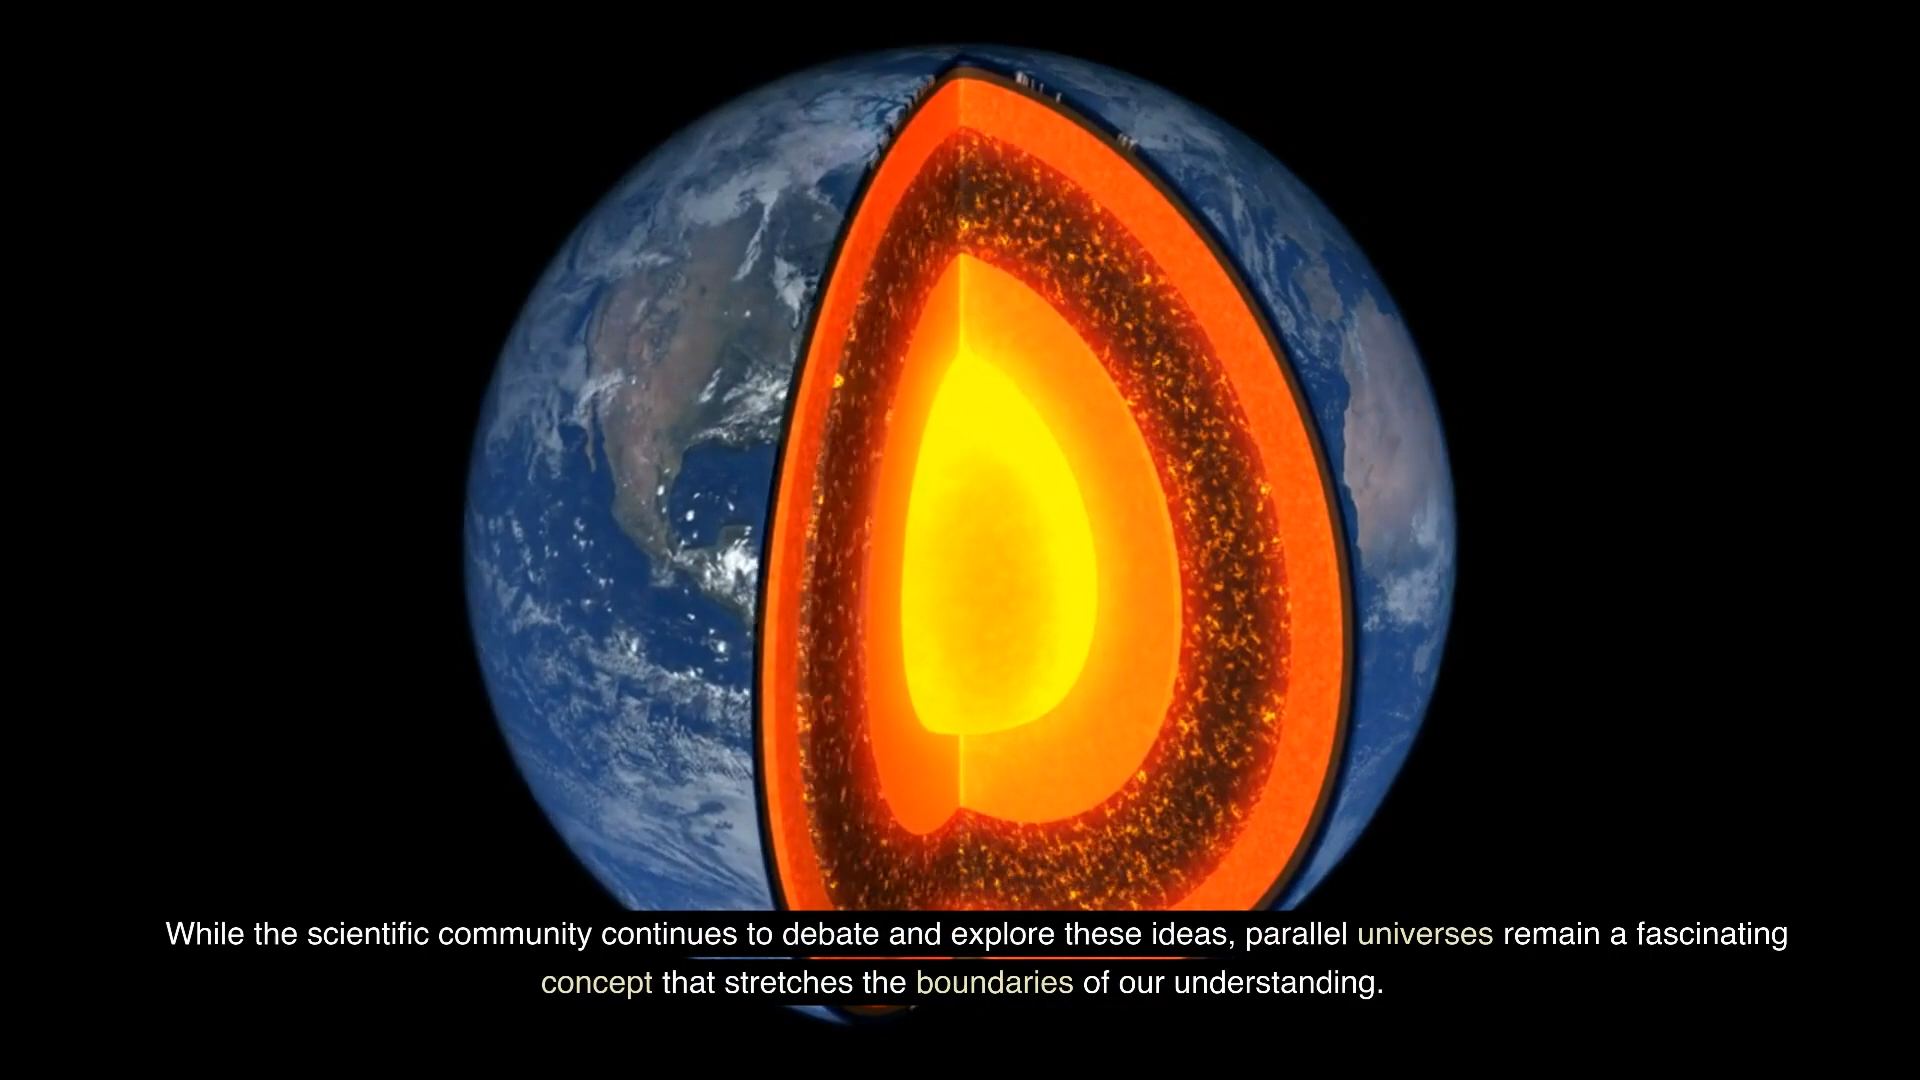 While the scientific community continues to debate and explore these ideas, parallel universes remain a fascinating
concept that stretches the boundaries of our understanding.